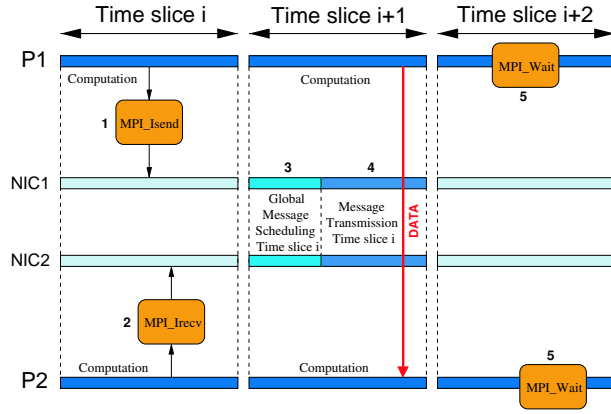 Time slice i
Time slice i+1
Time slice i+2
P1
Computation
Computation
MPI_Wait
5
1
MPI_Isend
3
4
NIC1
Global
Message
Scheduling
Time slice i
Message
Transmission
Time slice i
DATA
NIC2
2
MPI_Irecv
5
Computation
Computation
P2
MPI_Wait